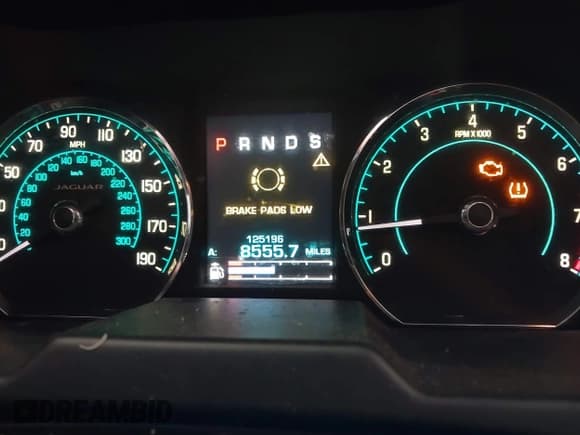 50 70 90 110 130 150 170 190
MPH
20 40 60 80 100 120 140 160 180 200 220 240 260 280 300
km/h
JAGUAR
P R N D S
BRAKE PADS LOW
125196
A: 8555.7 MILES
0 1 2 3 4 5 6 7 8
RPM X 1000
DREAMBID